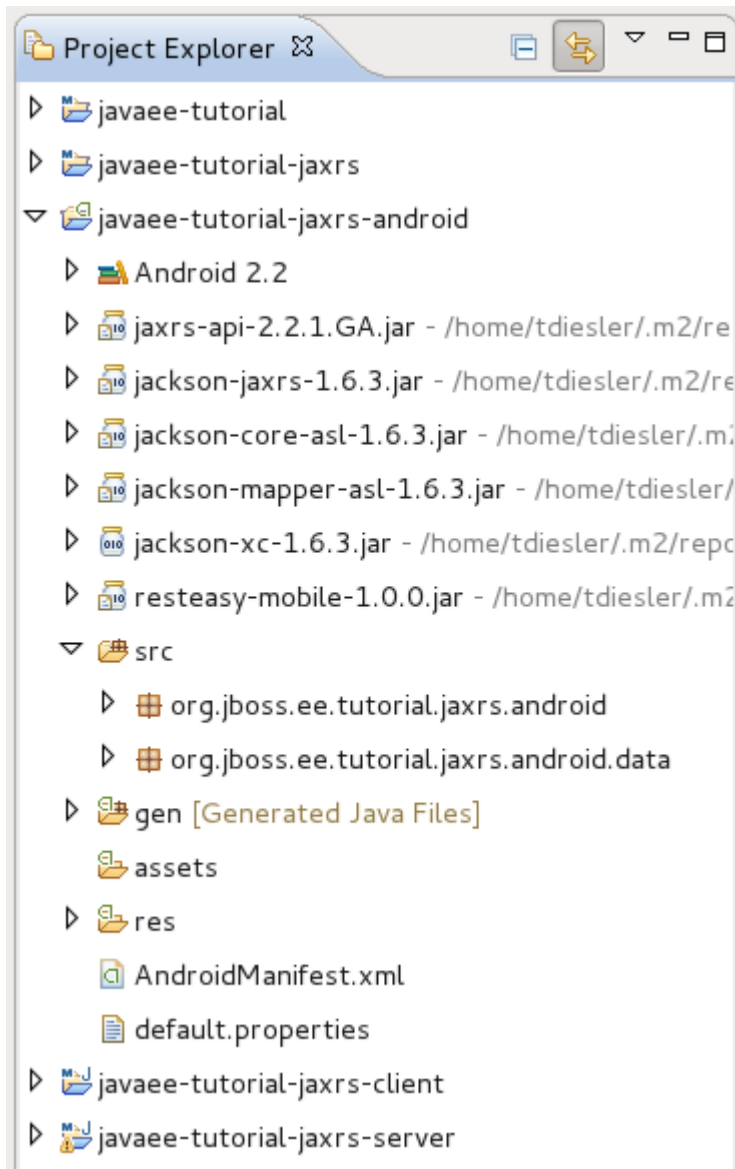 Project Explorer
javaee-tutorial
javaee-tutorial-jaxrs
javaee-tutorial-jaxrs-android
Android 2.2
jaxrs-api-2.2.1.GA.jar - /home/tdiesler/.m2/re
jackson-jaxrs-1.6.3.jar - /home/tdiesler/.m2/re
jackson-core-asl-1.6.3.jar - /home/tdiesler/.m2
jackson-mapper-asl-1.6.3.jar - /home/tdiesler/
jackson-xc-1.6.3.jar - /home/tdiesler/.m2/repo
resteasy-mobile-1.0.0.jar - /home/tdiesler/.m2
src
org.jboss.ee.tutorial.jaxrs.android
org.jboss.ee.tutorial.jaxrs.android.data
gen [Generated Java Files]
assets
res
AndroidManifest.xml
default.properties
javaee-tutorial-jaxrs-client
javaee-tutorial-jaxrs-server